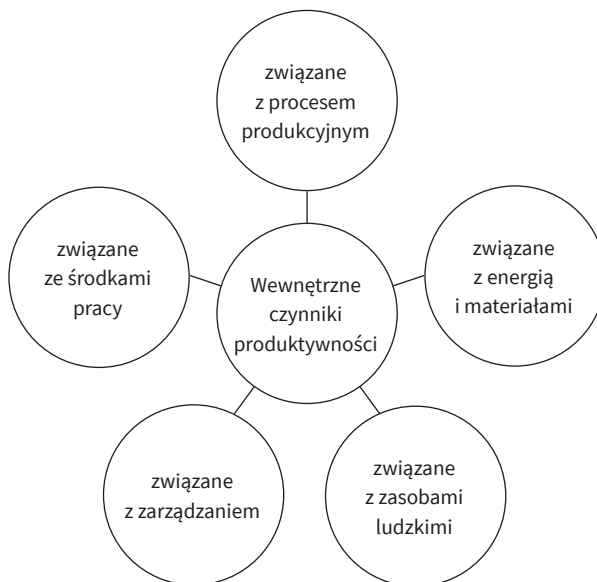 związane
z procesem
produkcyjnym
związane
ze środkami
pracy
Wewnętrzne
czynniki
produktywności
związane
z energią
i materiałami
związane
z zarządzaniem
związane
z zasobami
ludzkimi